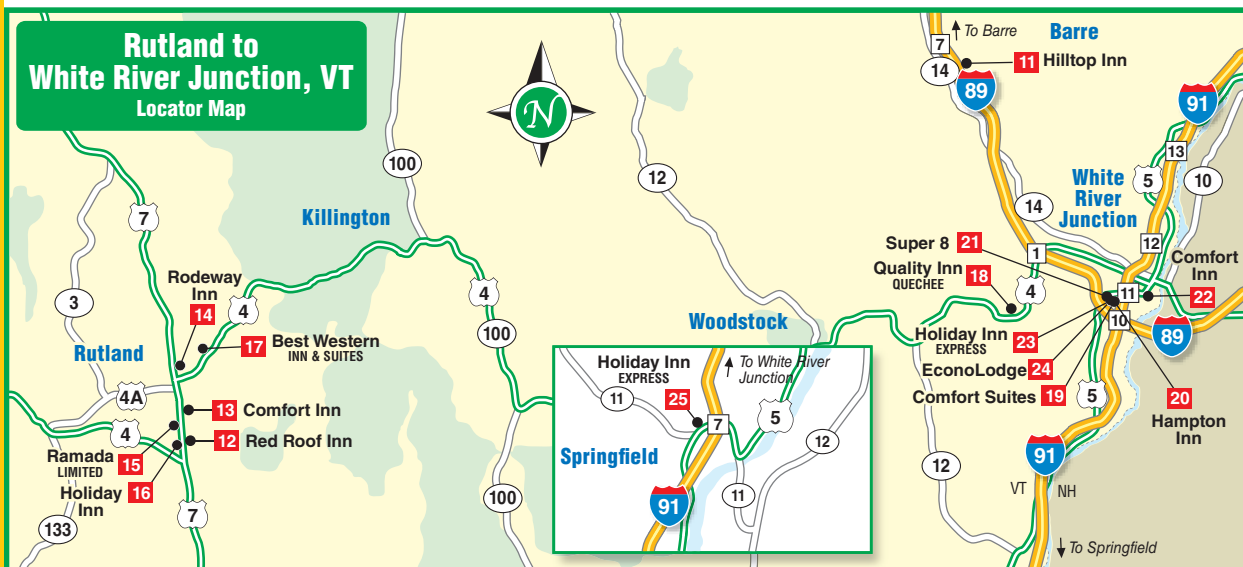 Rutland to
White River Junction, VT
Locator Map
N
To Barre
Barre
7
14
11 Hilltop Inn
89
91
13
5
10
White
River
Junction
100
12
14
7
Killington
3
Rodeway
Inn
14
4
17 Best Western
INN & SUITES
Rutland
4A
13 Comfort Inn
4
12 Red Roof Inn
Ramada
LIMITED
15
Holiday
Inn
16
7
133
4
100
100
Woodstock
12
1
12
Super 8 21
Quality Inn
QUECHEE
18
4
11
Comfort
Inn
22
10
89
Holiday Inn
EXPRESS
23
EconoLodge 24
Comfort Suites 19
5
20
Hampton
Inn
91
VT
NH
To Springfield
12
Holiday Inn
EXPRESS
25
To White River
Junction
11
7
5
12
Springfield
11
91